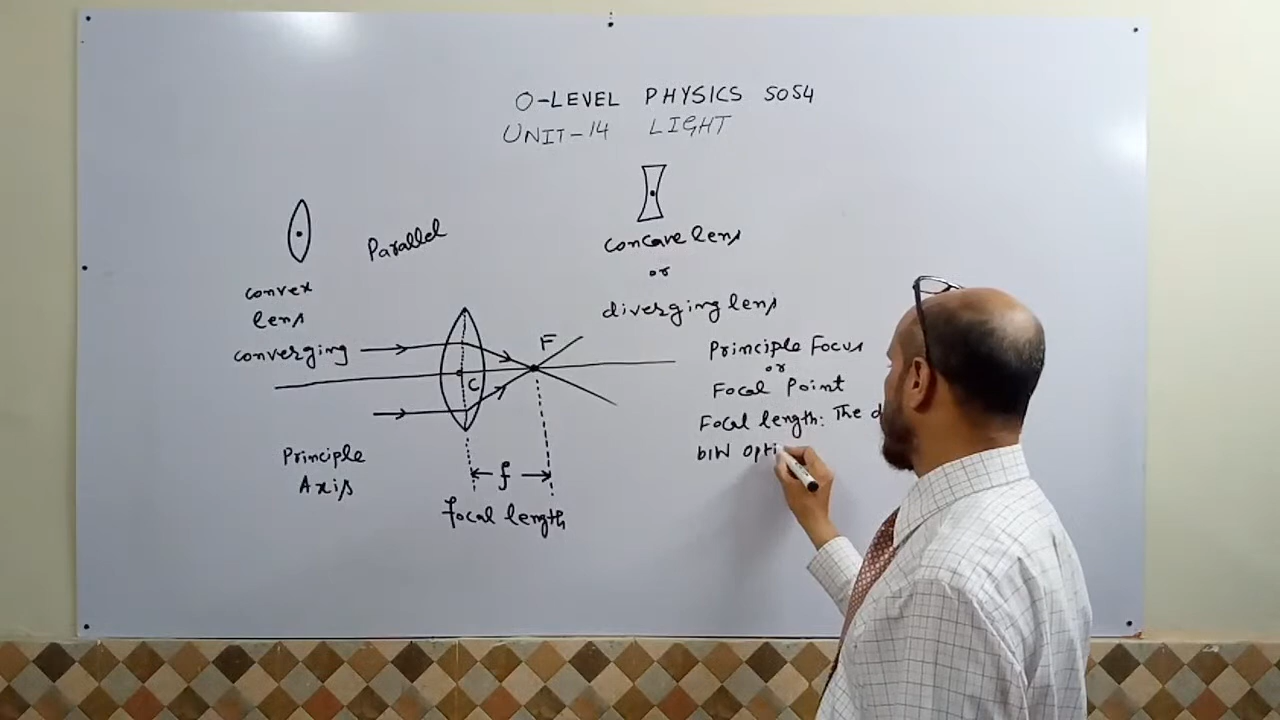 O-LEVEL PHYSICS 5054
UNIT-14 LIGHT
Parallel
convex
lens
converging
concave lens
or
diverging lens
F
C
Principle
Axis
f
focal length
Principle Focus
or
Focal Point
Focal length: The d
b/w opti